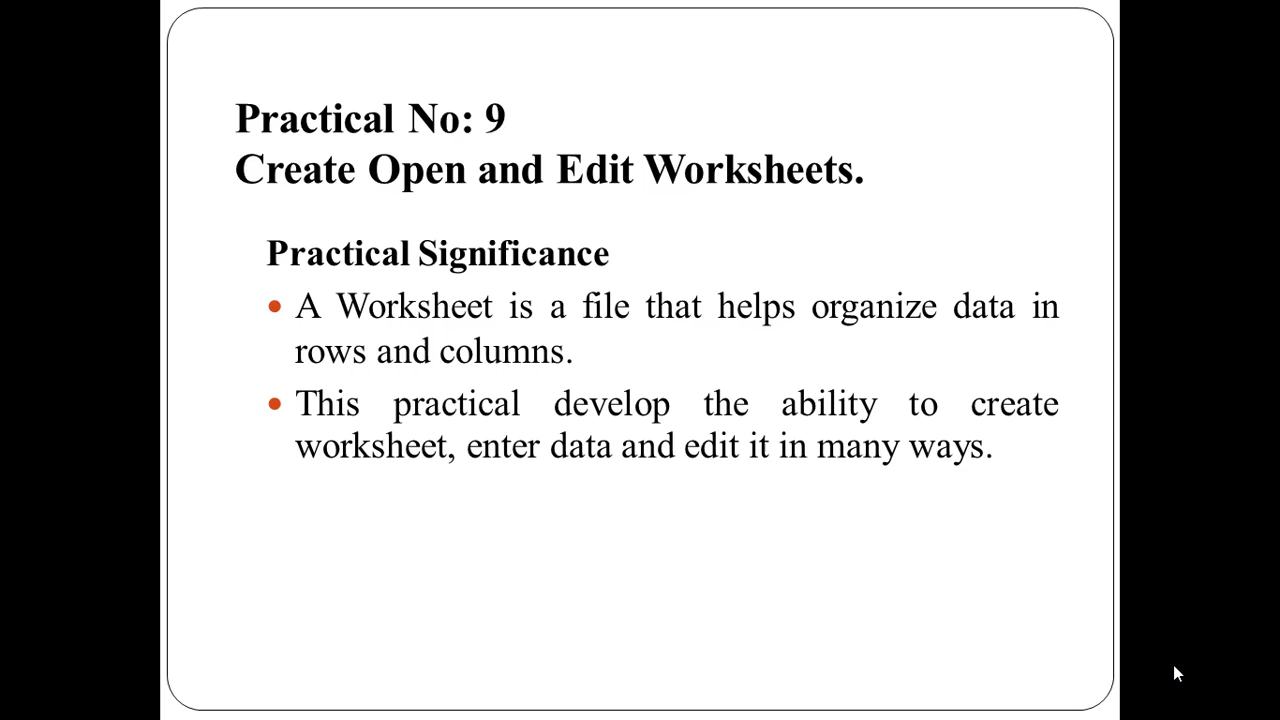 Practical No: 9
Create Open and Edit Worksheets.
Practical Significance
• A Worksheet is a file that helps organize data in
rows and columns.
• This practical develop the ability to create
worksheet, enter data and edit it in many ways.